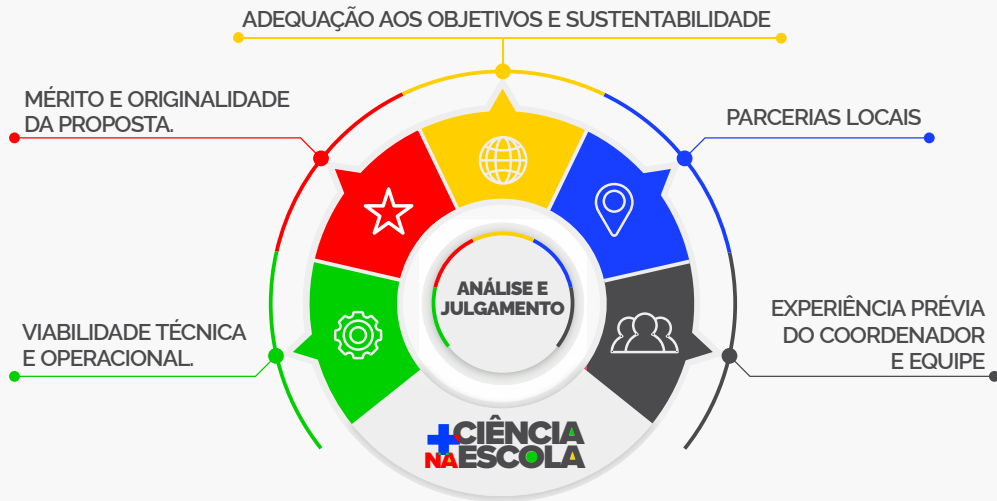 ADEQUAÇÃO AOS OBJETIVOS E SUSTENTABILIDADE
MÉRITO E ORIGINALIDADE
DA PROPOSTA.
PARCERIAS LOCAIS
ANÁLISE E
JULGAMENTO
VIABILIDADE TÉCNICA
E OPERACIONAL.
EXPERIÊNCIA PRÉVIA
DO COORDENADOR
E EQUIPE
+CIÊNCIA
NA ESCOLA